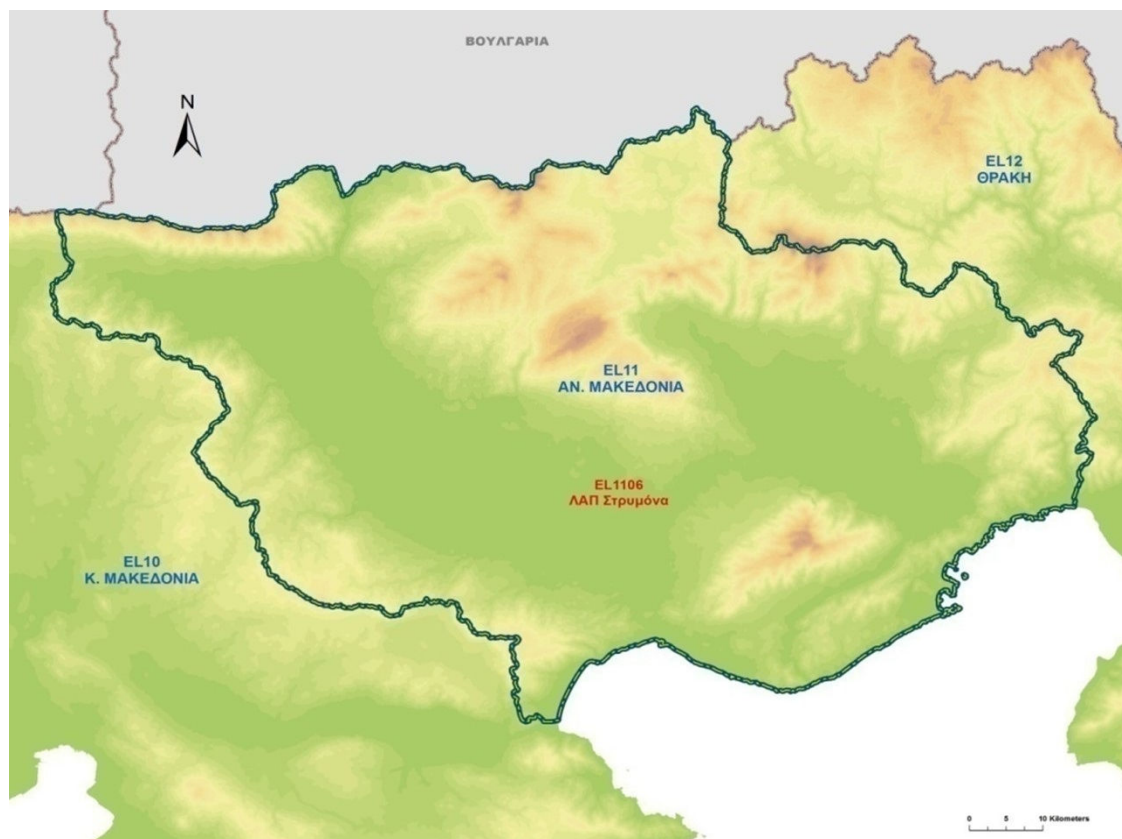 ΒΟΥΛΓΑΡΙΑ
N
EL12
ΘΡΑΚΗ
EL11
ΑΝ. ΜΑΚΕΔΟΝΙΑ
EL1106
ΛΑΠ Στρυμόνα
EL10
Κ. ΜΑΚΕΔΟΝΙΑ
0 5 10 Kilometers